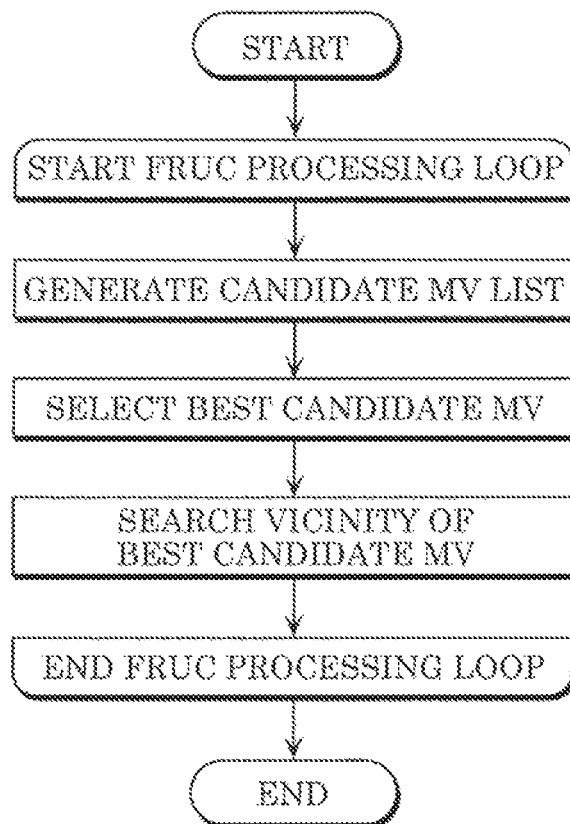 START
START FRUC PROCESSING LOOP
GENERATE CANDIDATE MV LIST
SELECT BEST CANDIDATE MV
SEARCH VICINITY OF
BEST CANDIDATE MV
END FRUC PROCESSING LOOP
END